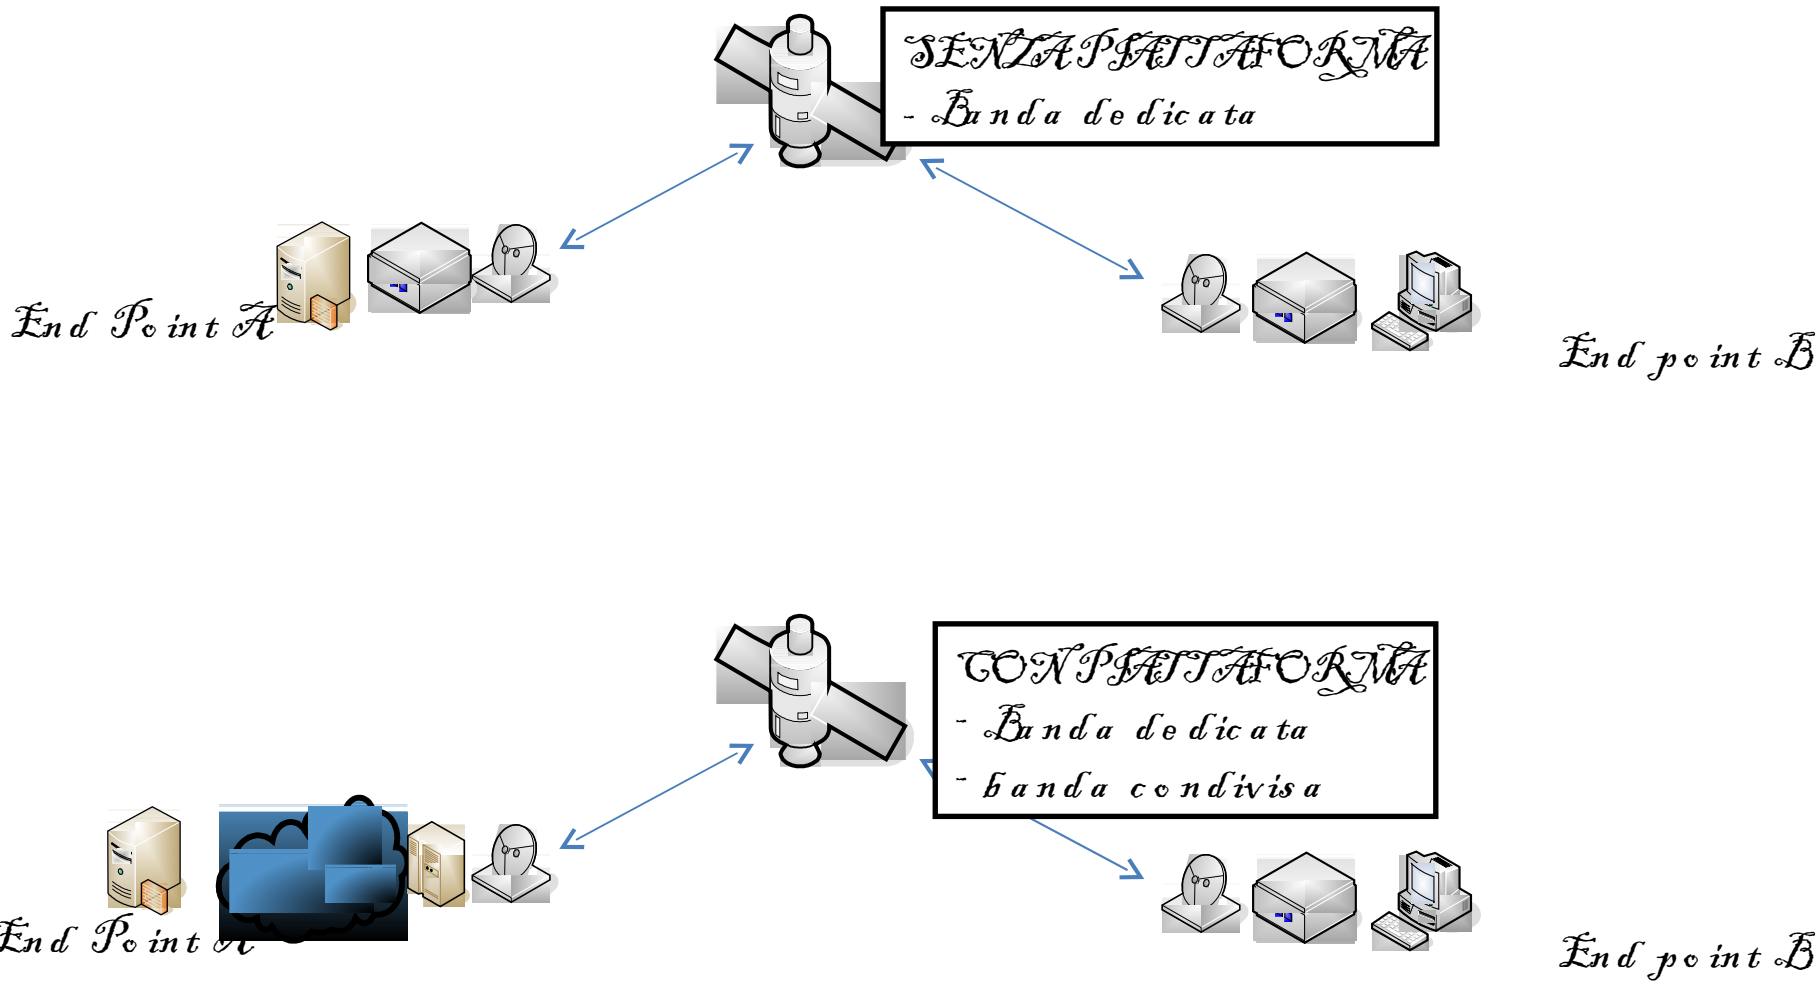 SENZA PIATTAFORMA
- Banda dedicata
End Point A
End point B
CON PIATTAFORMA
- Banda dedicata
- banda condivisa
End Point A
End point B